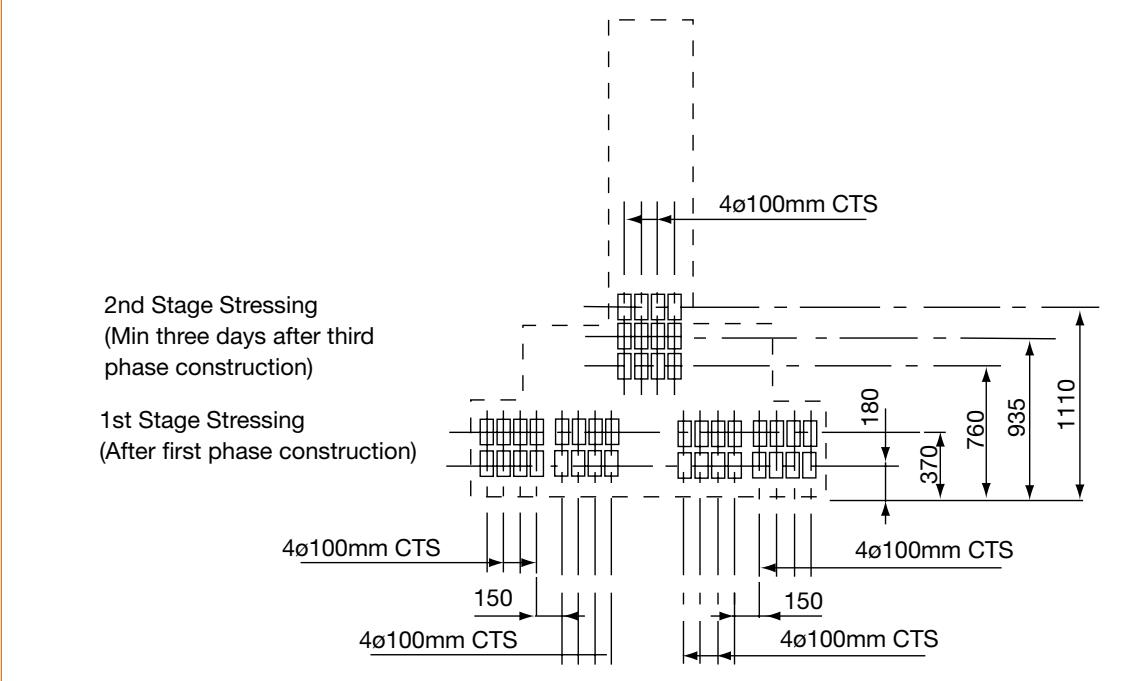 4ø100mm CTS
2nd Stage Stressing
(Min three days after third
phase construction)
1st Stage Stressing
(After first phase construction)
180
370
760
935
1110
4ø100mm CTS
4ø100mm CTS
150
150
4ø100mm CTS
4ø100mm CTS